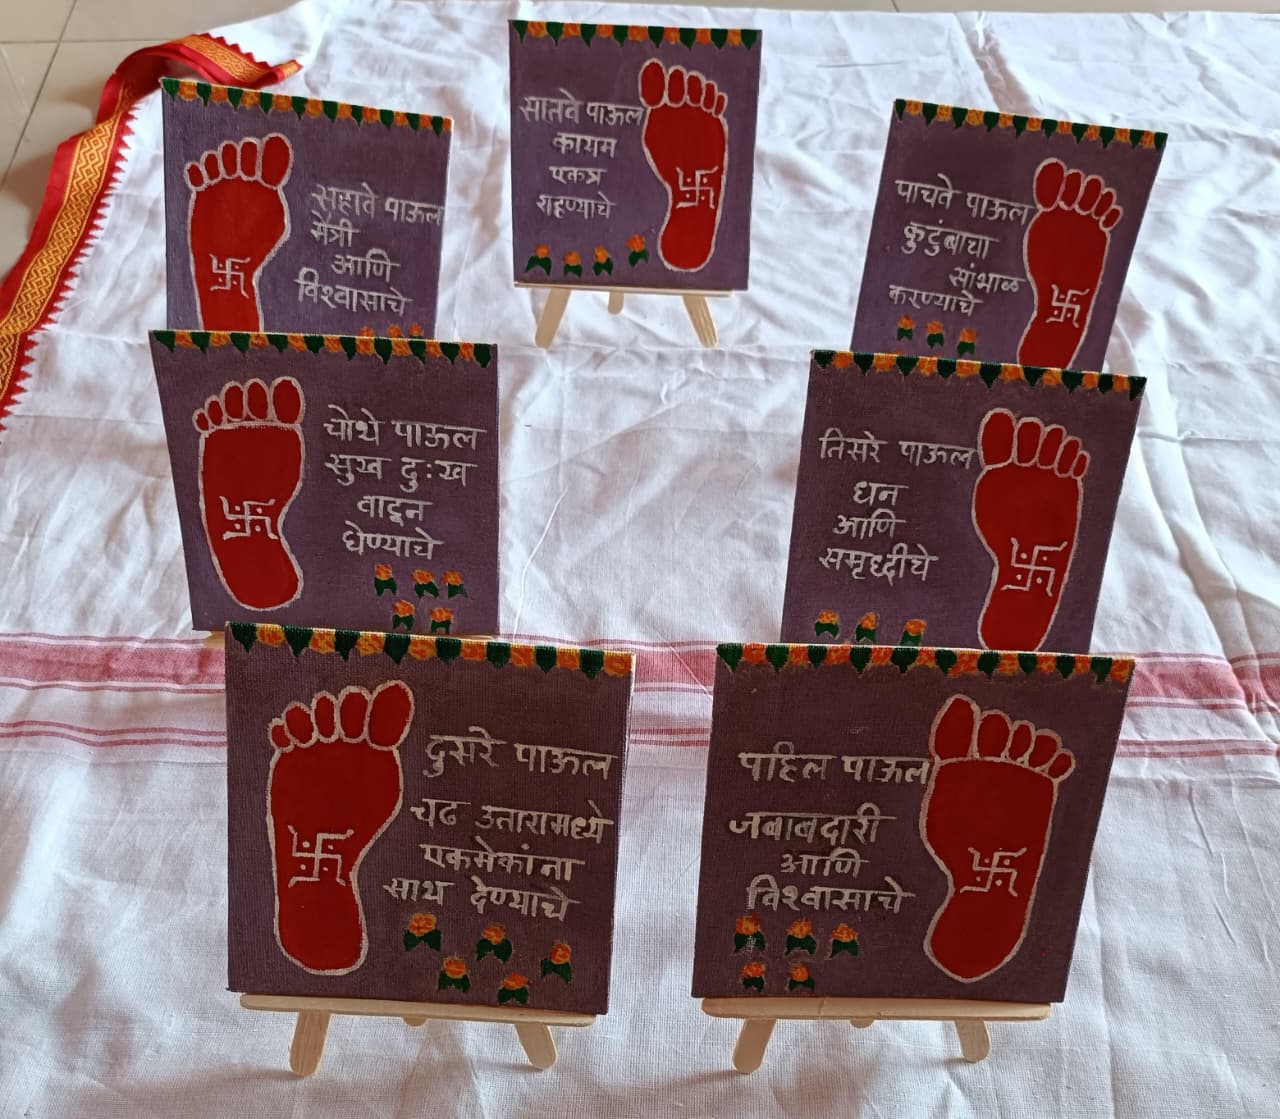 सातवे पाऊल
कायम
एकत्र
राहण्याचे
सहावे पाऊल
मैत्री
आणि
विश्वासाचे
पाचवे पाऊल
कुटुंबाचा
सांभाळ
करण्याचे
चौथे पाऊल
सुख दुःख
वाटून
घेण्याचे
तिसरे पाऊल
धन
आणि
समृध्दीचे
दुसरे पाऊल
चढ उतारामध्ये
एकमेकांना
साथ देण्याचे
पहिल पाऊल
जबाबदारी
आणि
विश्वासाचे